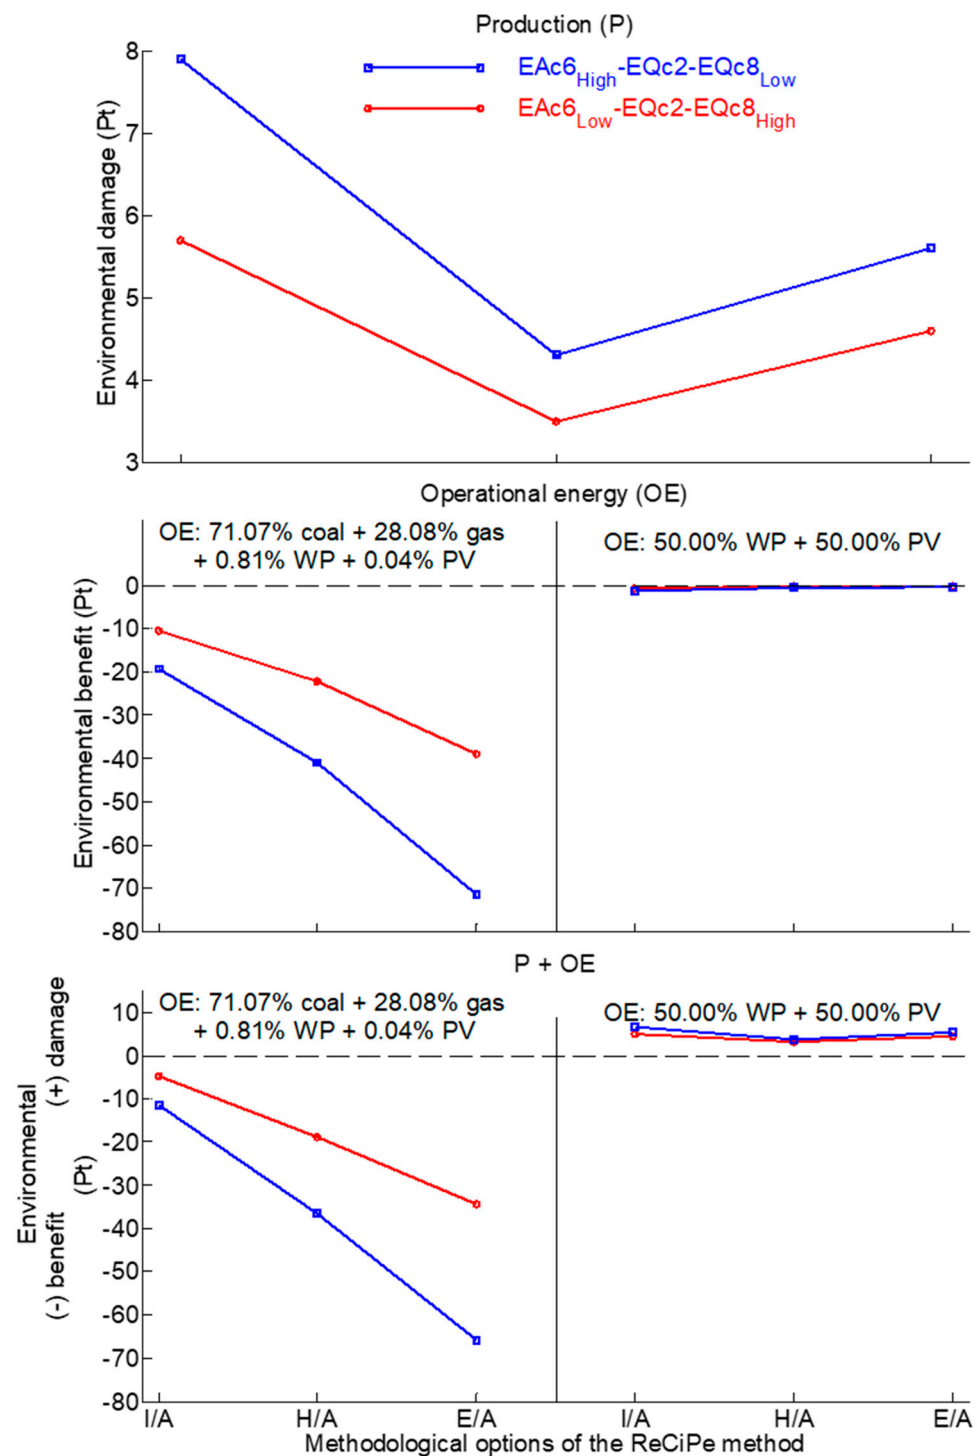 Production (P)
8
7
6
5
4
3
Environmental damage (Pt)
EAc6High-EQc2-EQc8Low
EAc6Low-EQc2-EQc8High
Operational energy (OE)
OE: 71.07% coal + 28.08% gas
+ 0.81% WP + 0.04% PV
OE: 50.00% WP + 50.00% PV
0
-10
-20
-30
-40
-50
-60
-70
-80
Environmental benefit (Pt)
P + OE
OE: 71.07% coal + 28.08% gas
+ 0.81% WP + 0.04% PV
OE: 50.00% WP + 50.00% PV
10
0
-10
-20
-30
-40
-50
-60
-70
-80
Environmental
(-) benefit (+) damage
(Pt)
I/A H/A E/A I/A H/A E/A
Methodological options of the ReCiPe method